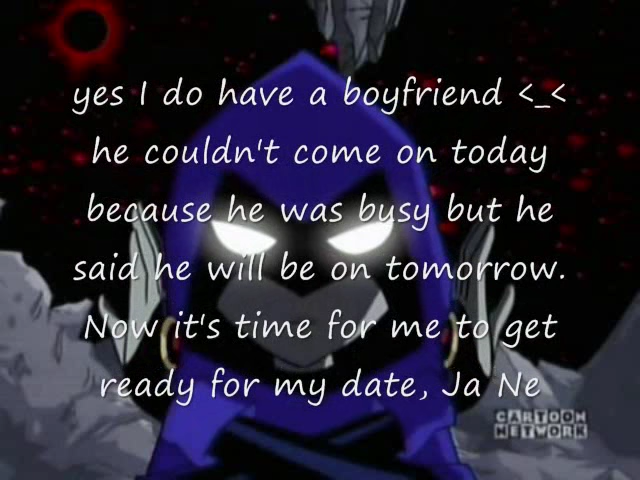 yes I do have a boyfriend <_<
he couldn't come on today
because he was busy but he
said he will be on tomorrow.
Now it's time for me to get
ready for my date, Ja Ne
CARTOON
NETWORK